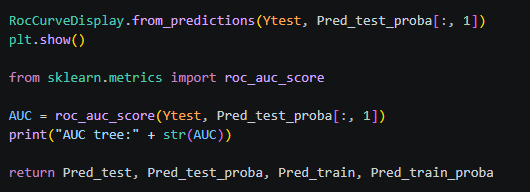 RocCurveDisplay.from_predictions(Ytest, Pred_test_proba[:, 1])
plt.show()
from sklearn.metrics import roc_auc_score
AUC = roc_auc_score(Ytest, Pred_test_proba[:, 1])
print("AUC tree:" + str(AUC))
return Pred_test, Pred_test_proba, Pred_train, Pred_train_proba